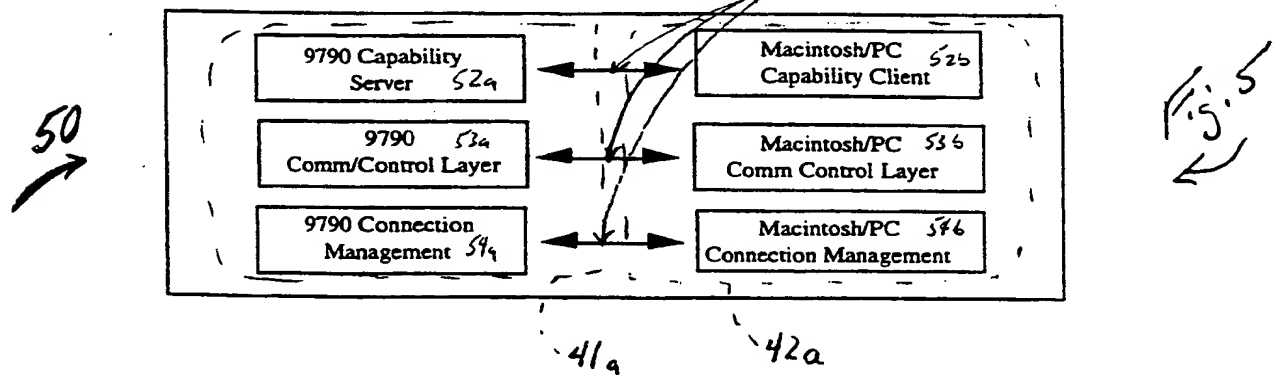 9790 Capability
Server 52a
Macintosh/PC 52b
Capability Client
Fig. 5
50
9790 53a
Comm/Control Layer
Macintosh/PC 53b
Comm Control Layer
9790 Connection
Management 54a
Macintosh/PC 54b
Connection Management
41a
42a